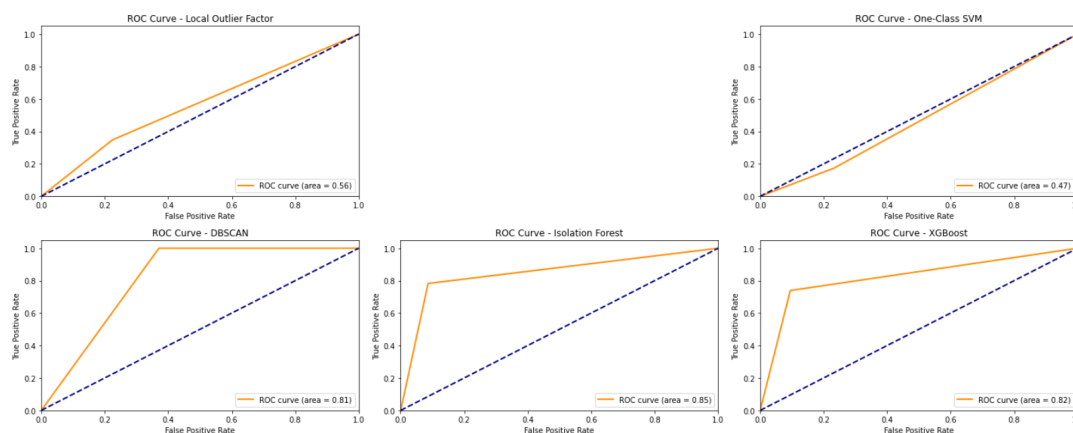 ROC Curve - Local Outlier Factor
True Positive Rate
1.0
0.8
0.6
0.4
0.2
0.0
ROC curve (area = 0.56)
0.0 0.2 0.4 0.6 0.8 1.0
False Positive Rate
ROC Curve - One-Class SVM
True Positive Rate
1.0
0.8
0.6
0.4
0.2
0.0
ROC curve (area = 0.47)
0.0 0.2 0.4 0.6 0.8 1.0
False Positive Rate
ROC Curve - DBSCAN
True Positive Rate
1.0
0.8
0.6
0.4
0.2
0.0
ROC curve (area = 0.81)
0.0 0.2 0.4 0.6 0.8 1.0
False Positive Rate
ROC Curve - Isolation Forest
True Positive Rate
1.0
0.8
0.6
0.4
0.2
0.0
ROC curve (area = 0.85)
0.0 0.2 0.4 0.6 0.8 1.0
False Positive Rate
ROC Curve - XGBoost
True Positive Rate
1.0
0.8
0.6
0.4
0.2
0.0
ROC curve (area = 0.82)
0.0 0.2 0.4 0.6 0.8 1.0
False Positive Rate